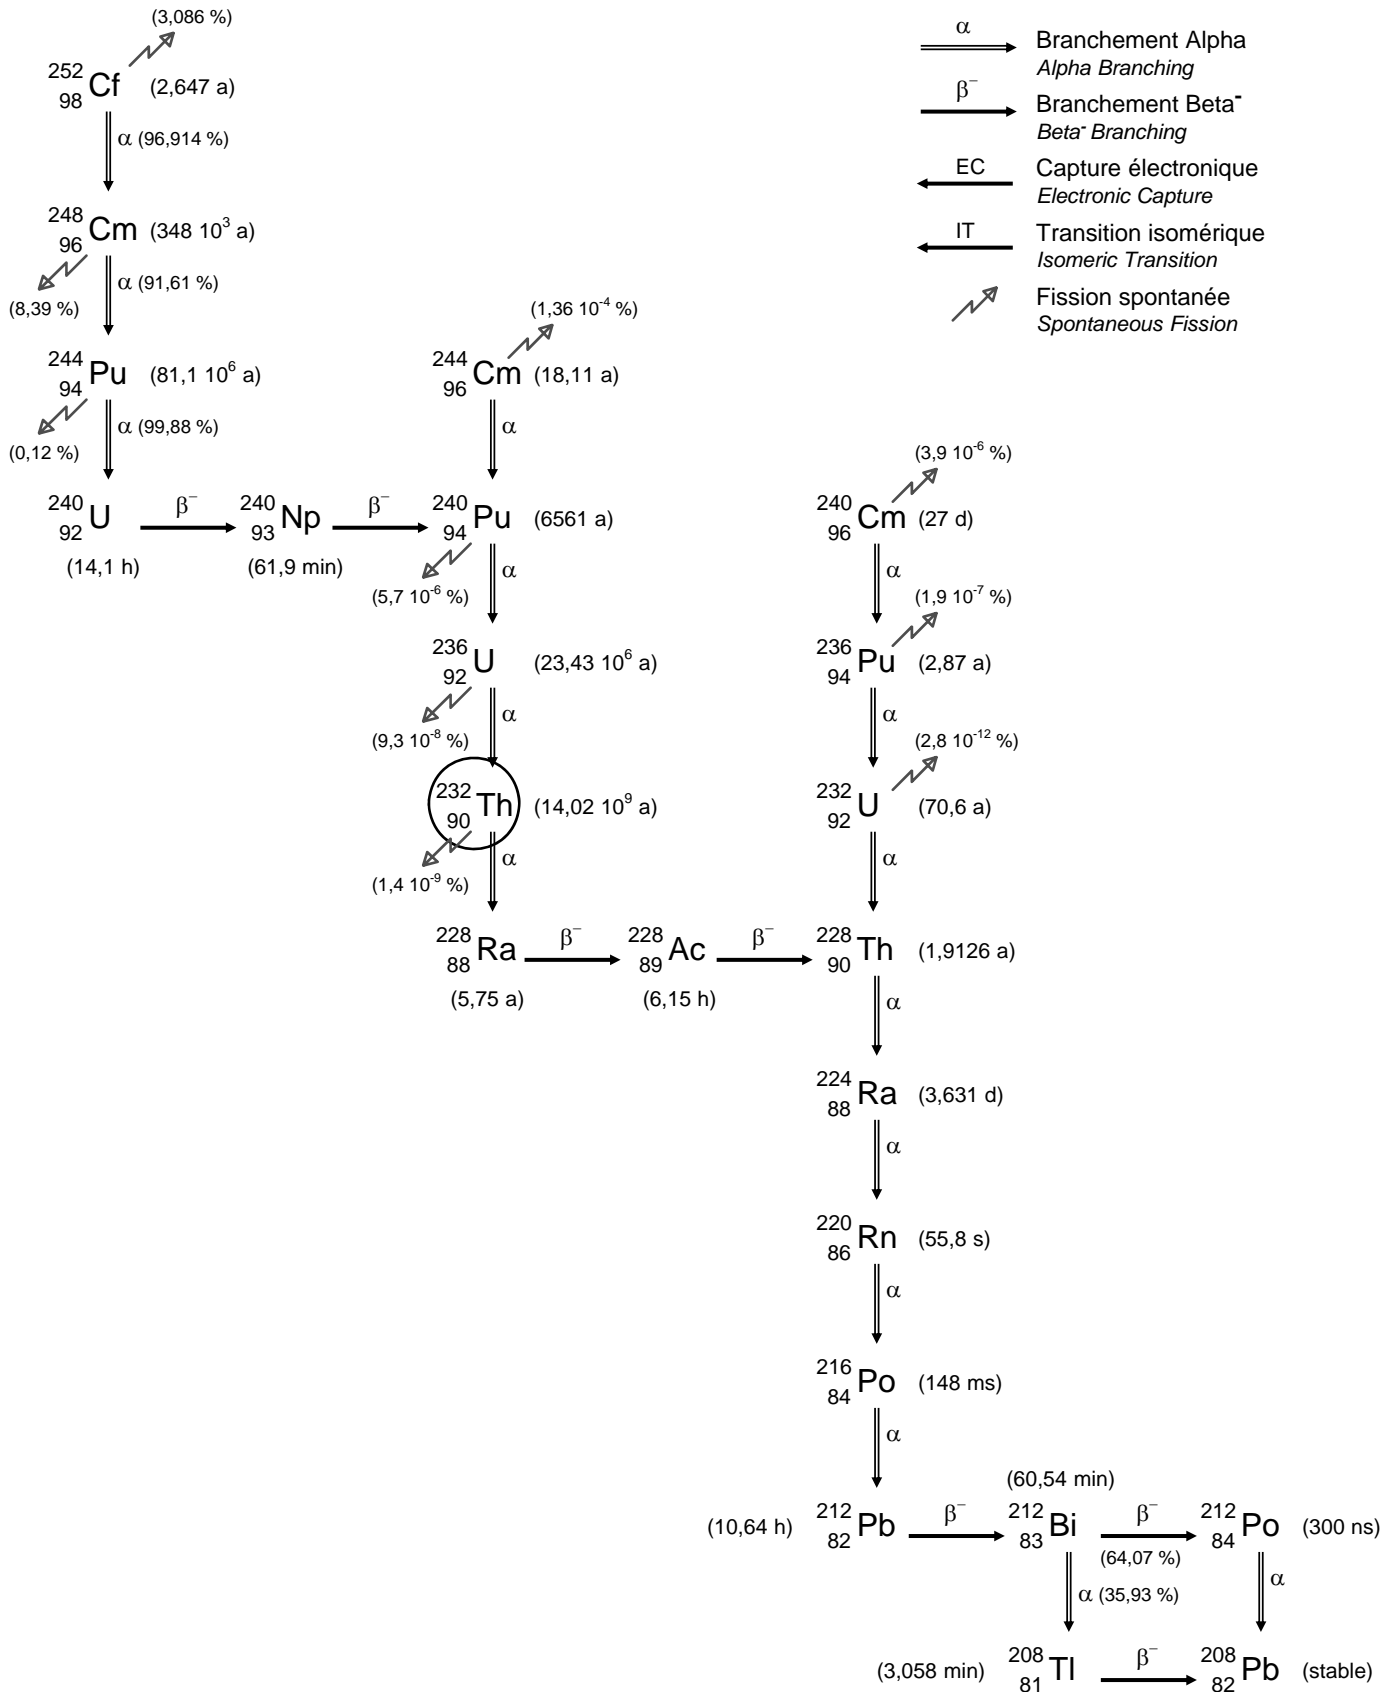 (3,086 %)
252
98 Cf (2,647 a)
α (96,914 %)
248
96 Cm (348 10³ a)
(8,39 %)
α (91,61 %)
244
94 Pu (81,1 10⁶ a)
(0,12 %)
α (99,88 %)
(1,36 10⁻⁴ %)
244
96 Cm (18,11 a)
α
240
92 U
(14,1 h)
β⁻
240
93 Np
(61,9 min)
β⁻
240
94 Pu (6561 a)
(5,7 10⁻⁶ %)
α
236
92 U (23,43 10⁶ a)
(9,3 10⁻⁸ %)
α
232
90 Th (14,02 10⁹ a)
(1,4 10⁻⁹ %)
α
(3,9 10⁻⁶ %)
240
96 Cm (27 d)
α
(1,9 10⁻⁷ %)
236
94 Pu (2,87 a)
α
(2,8 10⁻¹² %)
232
92 U (70,6 a)
α
228
88 Ra
(5,75 a)
β⁻
228
89 Ac
(6,15 h)
β⁻
228
90 Th (1,9126 a)
α
224
88 Ra (3,631 d)
α
220
86 Rn (55,8 s)
α
216
84 Po (148 ms)
α
(10,64 h)
212
82 Pb
β⁻
(60,54 min)
212
83 Bi
β⁻
(64,07 %)
212
84 Po (300 ns)
α (35,93 %)
α
(3,058 min)
208
81 Tl
β⁻
208
82 Pb (stable)
α
Branchement Alpha
Alpha Branching
β⁻
Branchement Beta⁻
Beta⁻ Branching
EC
Capture électronique
Electronic Capture
IT
Transition isomérique
Isomeric Transition
Fission spontanée
Spontaneous Fission